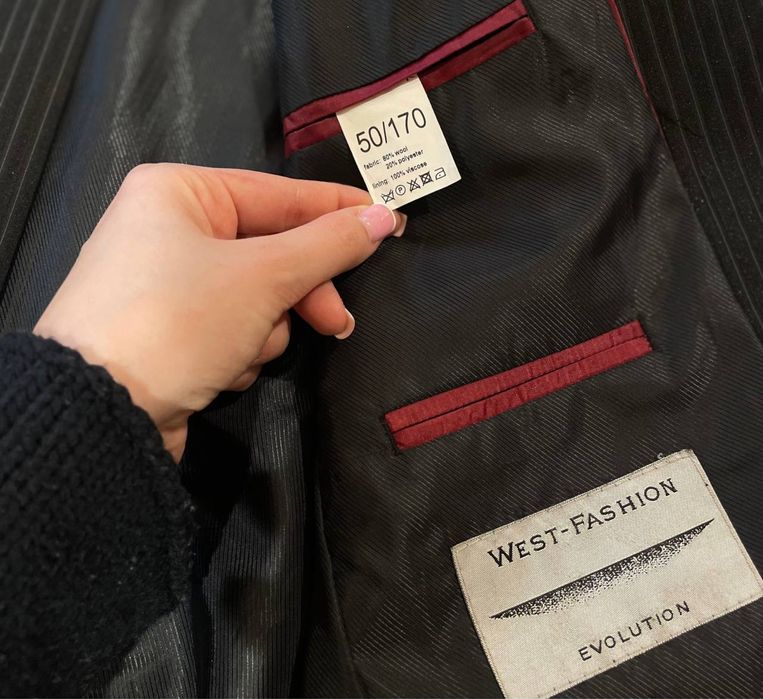 50/170
fabric: 80% wool
20% polyester
lining: 100% viscose
P
WEST-FASHION
EVOLUTION